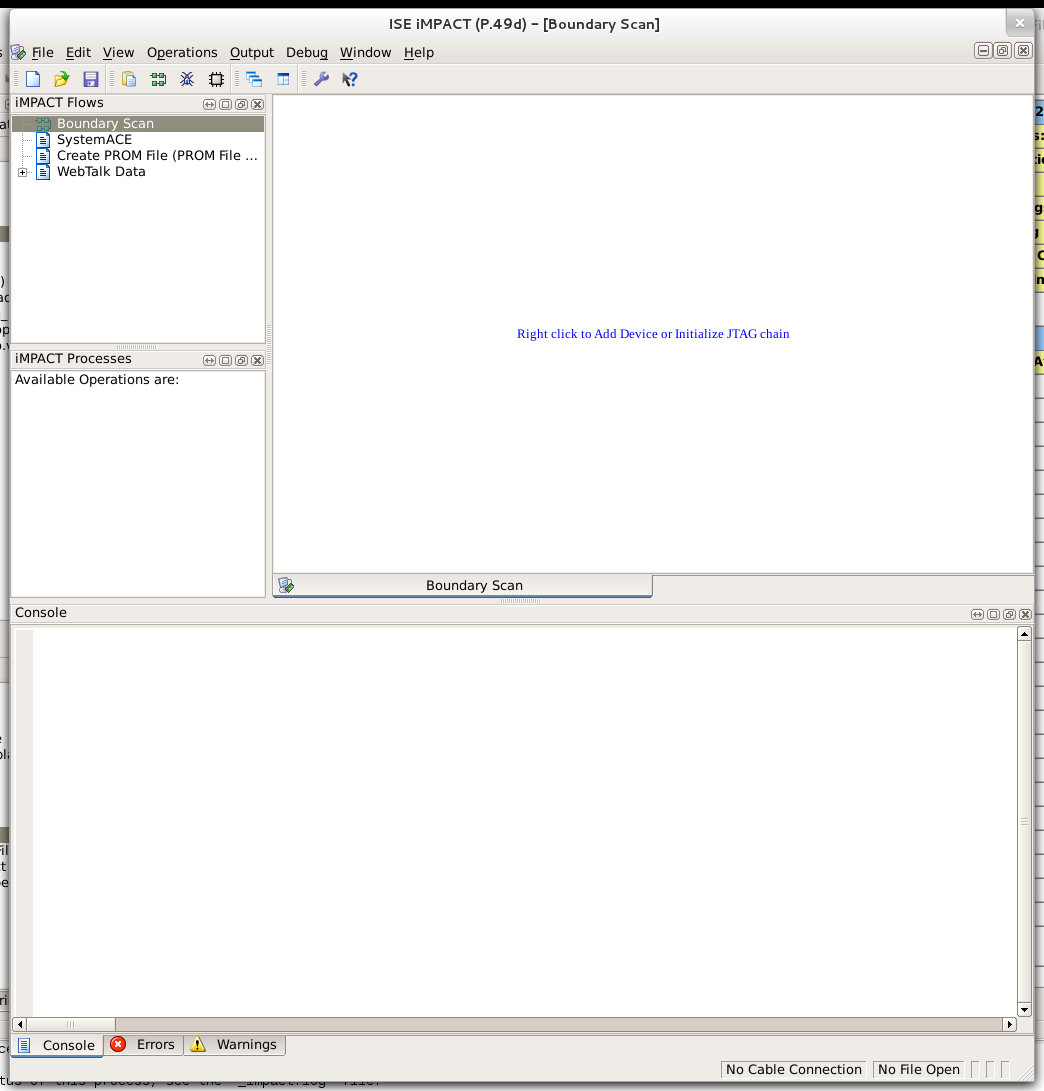 ISE iMPACT (P.49d) – [Boundary Scan]
File Edit View Operations Output Debug Window Help
iMPACT Flows
Boundary Scan
SystemACE
Create PROM File (PROM File ...
WebTalk Data
Right click to Add Device or Initialize JTAG chain
iMPACT Processes
Available Operations are:
Boundary Scan
Console
Console Errors Warnings
No Cable Connection No File Open